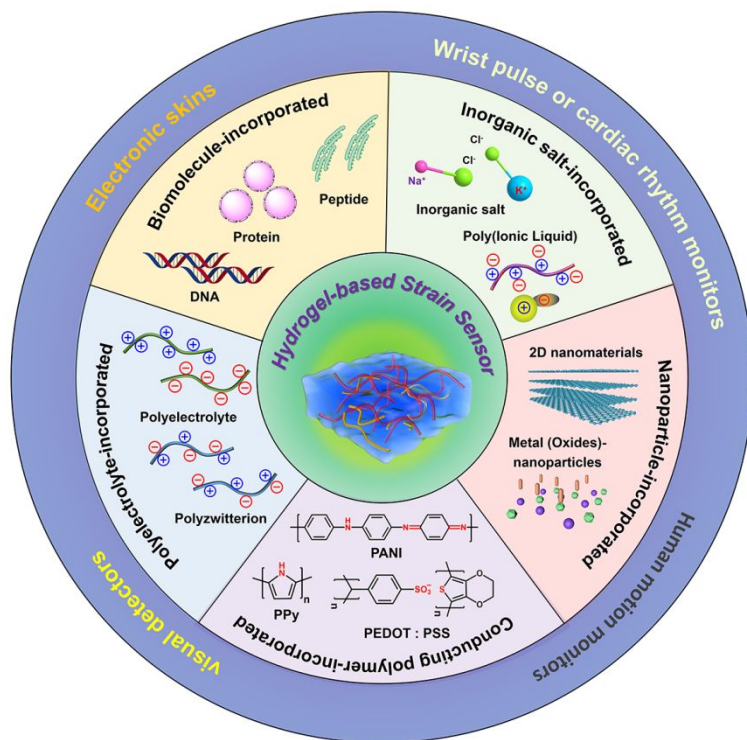 Electronic skins
Wrist pulse or cardiac rhythm monitors
Human motion monitors
visual detectors
Biomolecule-incorporated
Peptide
Protein
DNA
Inorganic salt-incorporated
Cl⁻
Cl⁻
Na⁺
K⁺
Inorganic salt
Poly(Ionic Liquid)
Nanoparticle-incorporated
2D nanomaterials
Metal (Oxides)-
nanoparticles
Conducting polymer-incorporated
H
N
N
N
n
PANI
H
N
n
PPy
SO₃⁻
n
S
O
O
n
PEDOT : PSS
Polyelectrolyte-incorporated
Polyelectrolyte
Polyzwitterion
Hydrogel-based Strain Sensor